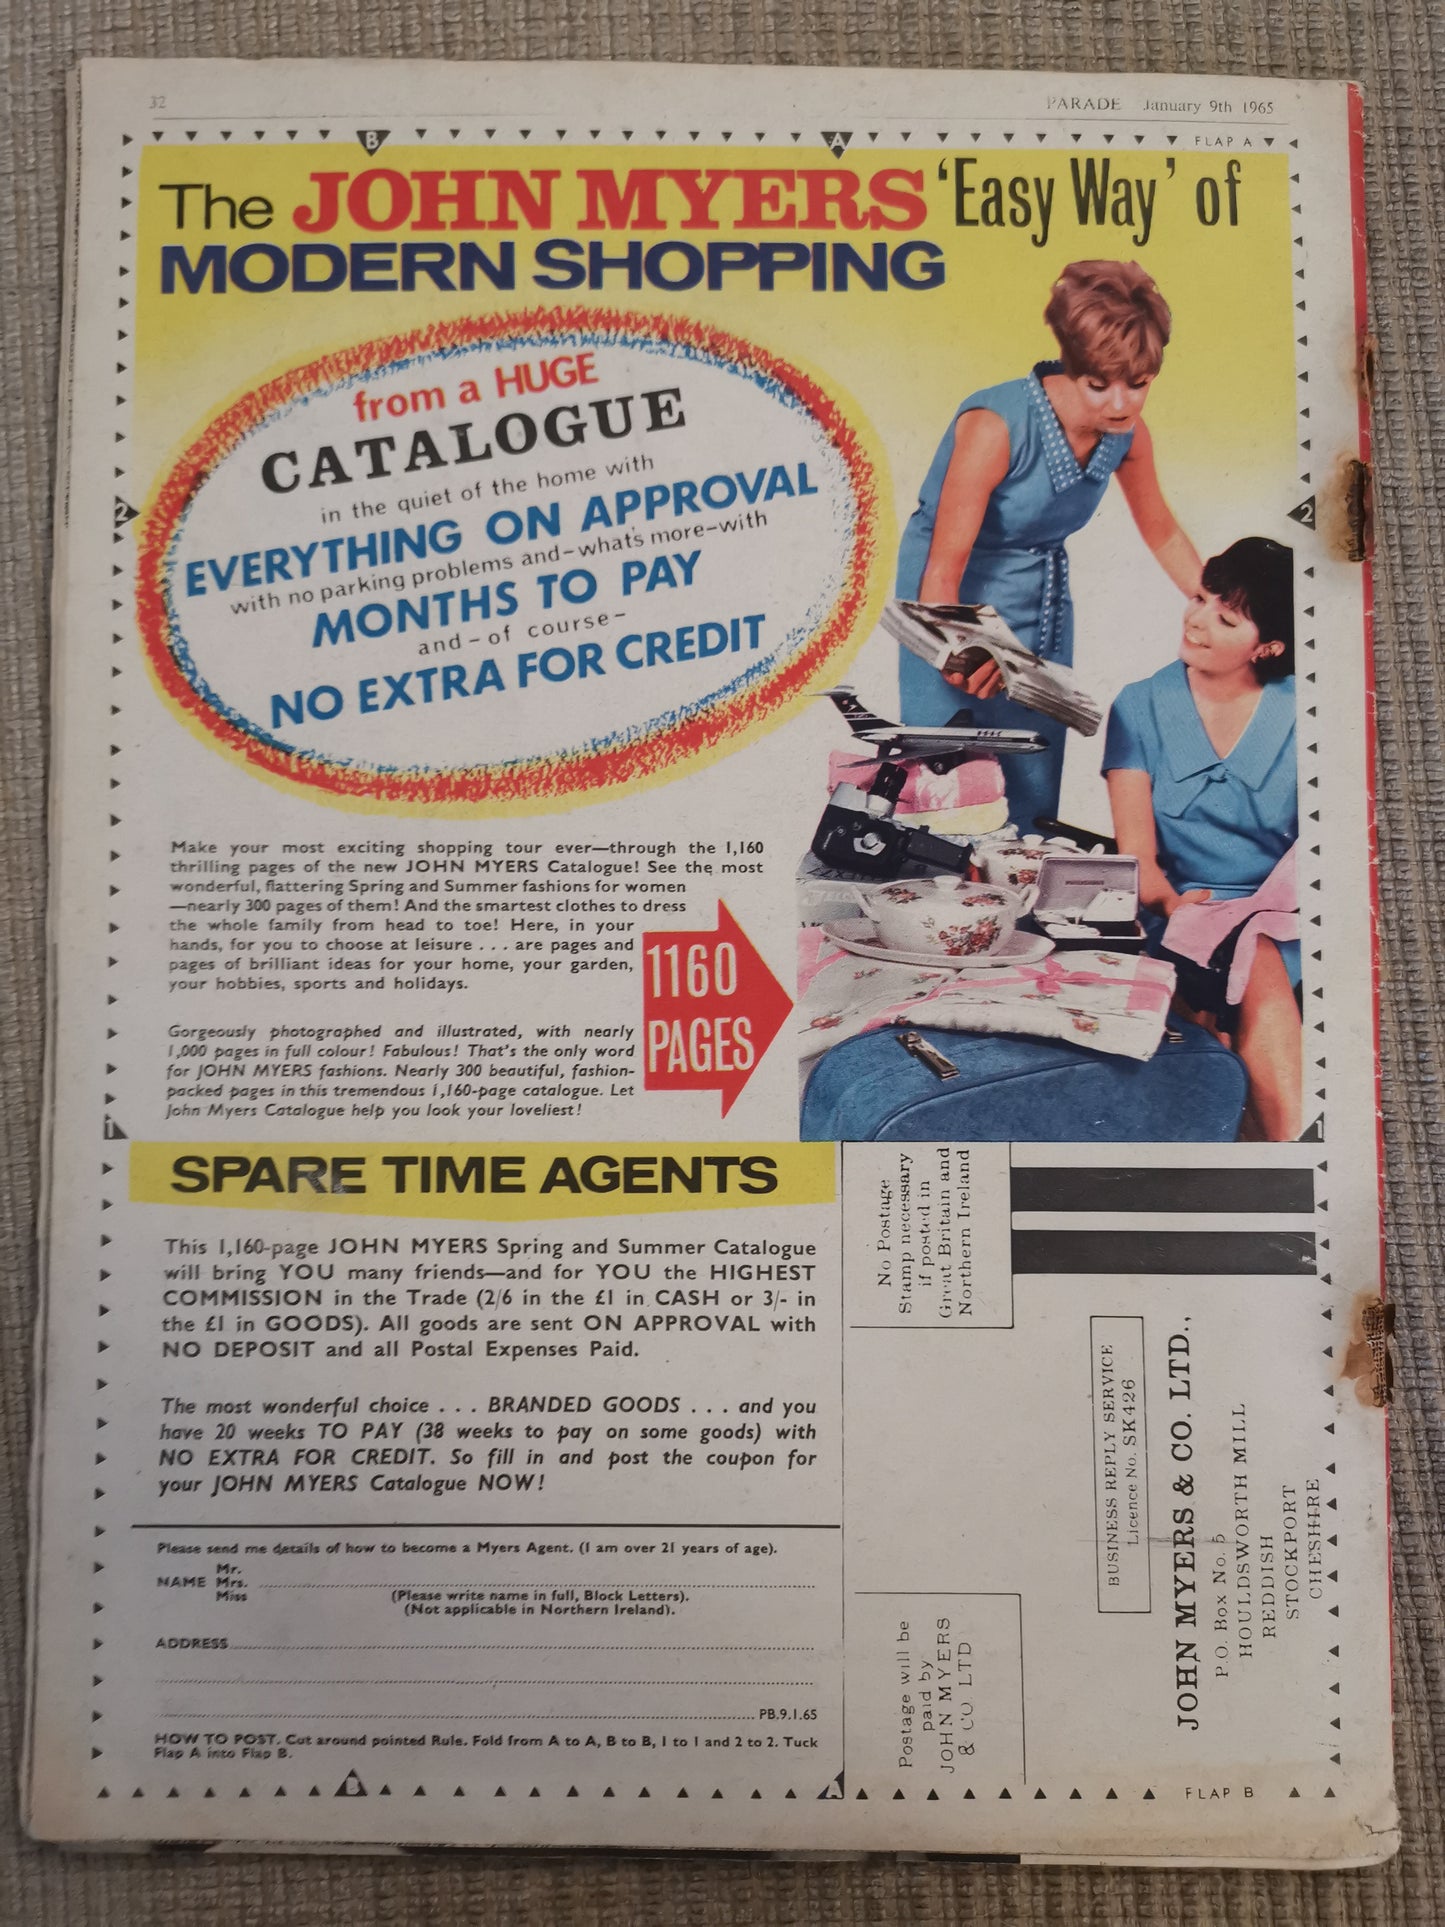 32
PARADE January 9th 1965
B
A
FLAP A
The JOHN MYERS 'Easy Way' of
MODERN SHOPPING
from a HUGE
CATALOGUE
in the quiet of the home with
EVERYTHING ON APPROVAL
with no parking problems and-what's more-with
MONTHS TO PAY
and - of course-
NO EXTRA FOR CREDIT
2
2
Make your most exciting shopping tour ever—through the 1,160
thrilling pages of the new JOHN MYERS Catalogue! See the most
wonderful, flattering Spring and Summer fashions for women
—nearly 300 pages of them! And the smartest clothes to dress
the whole family from head to toe! Here, in your
hands, for you to choose at leisure . . . are pages and
pages of brilliant ideas for your home, your garden,
your hobbies, sports and holidays.
1160
PAGES
Gorgeously photographed and illustrated, with nearly
1,000 pages in full colour! Fabulous! That's the only word
for JOHN MYERS fashions. Nearly 300 beautiful, fashion-
packed pages in this tremendous 1,160-page catalogue. Let
John Myers Catalogue help you look your loveliest!
1
1
SPARE TIME AGENTS
This 1,160-page JOHN MYERS Spring and Summer Catalogue
will bring YOU many friends—and for YOU the HIGHEST
COMMISSION in the Trade (2/6 in the £1 in CASH or 3/- in
the £1 in GOODS). All goods are sent ON APPROVAL with
NO DEPOSIT and all Postal Expenses Paid.
The most wonderful choice . . . BRANDED GOODS . . . and you
have 20 weeks TO PAY (38 weeks to pay on some goods) with
NO EXTRA FOR CREDIT. So fill in and post the coupon for
your JOHN MYERS Catalogue NOW!
Please send me details of how to become a Myers Agent. (I am over 21 years of age).
Mr.
NAME Mrs.
Miss
(Please write name in full, Block Letters).
(Not applicable in Northern Ireland).
ADDRESS
PB.9.1.65
HOW TO POST. Cut around pointed Rule. Fold from A to A, B to B, 1 to 1 and 2 to 2. Tuck
Flap A into Flap B.
No Postage
Stamp necessary
if posted in
Great Britain and
Northern Ireland
BUSINESS REPLY SERVICE
Licence No. SK426
JOHN MYERS & CO. LTD.,
P.O. Box No. 5
HOULDSWORTH MILL
REDDISH
STOCKPORT
CHESHIRE
Postage will be
paid by
JOHN MYERS
& CO. LTD
B
A
FLAP B